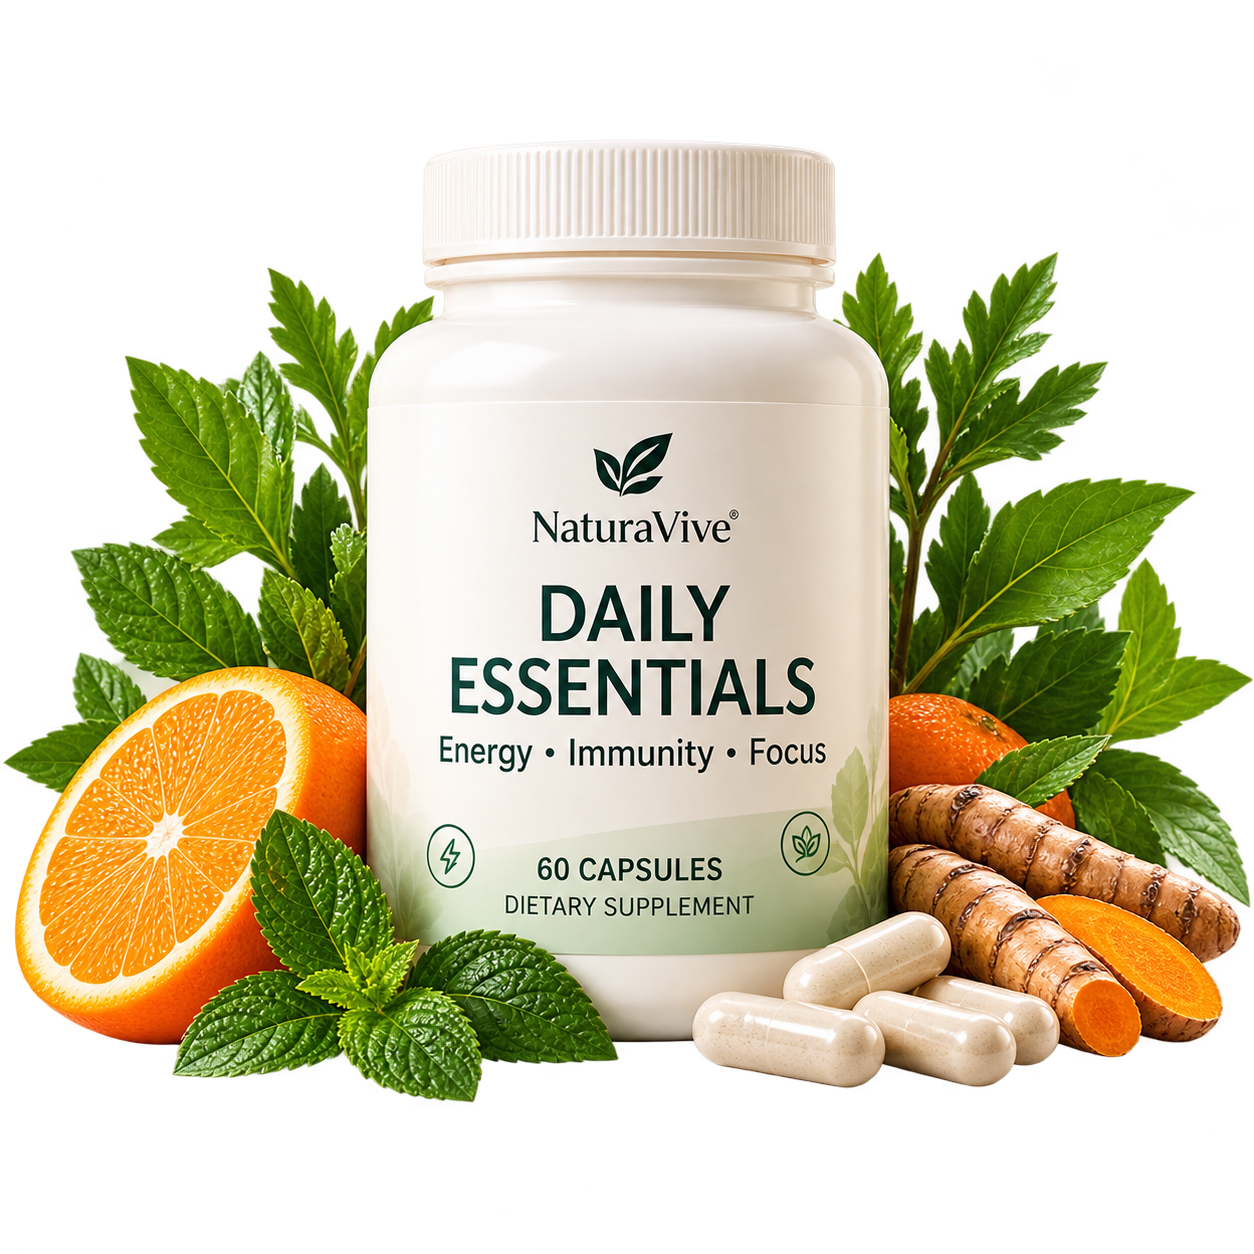 NaturaVive®
DAILY
ESSENTIALS
Energy • Immunity • Focus
60 CAPSULES
DIETARY SUPPLEMENT